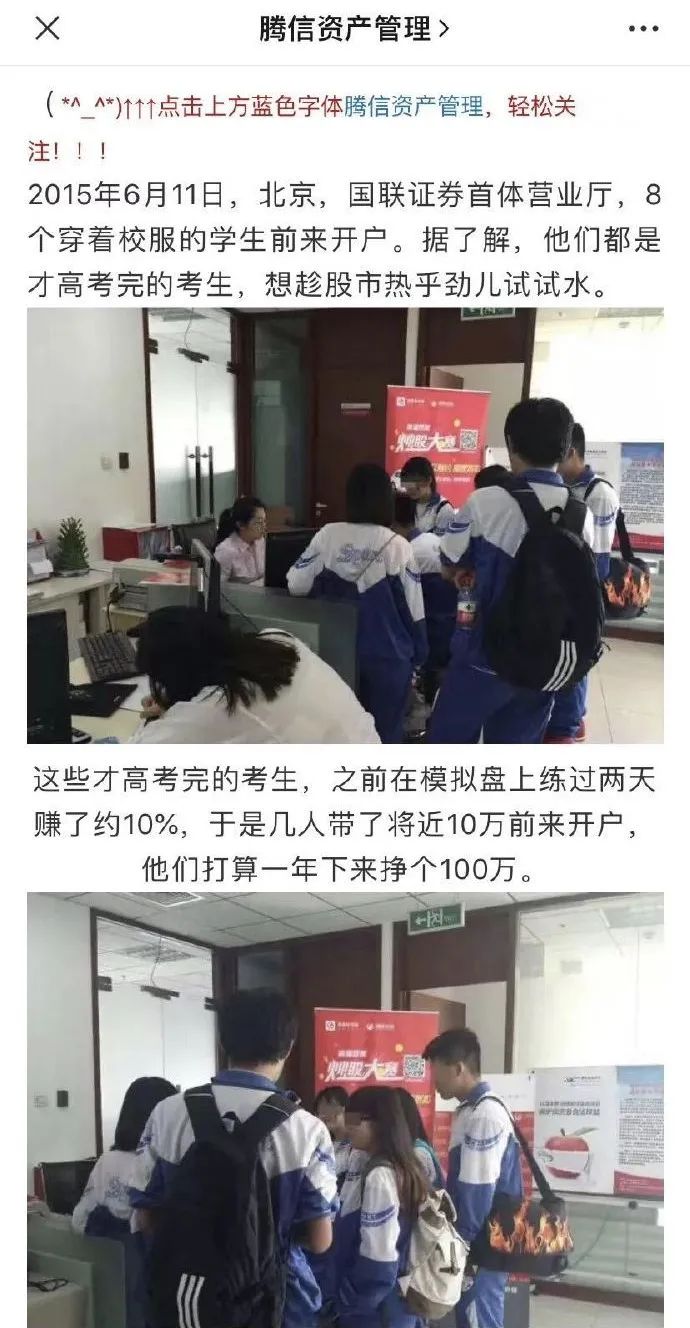 腾信资产管理>
（*^_^*)↑↑↑点击上方蓝色字体腾信资产管理，轻松关
注！！！
2015年6月11日，北京，国联证券首体营业厅，8
个穿着校服的学生前来开户。据了解，他们都是
才高考完的考生，想趁股市热乎劲儿试试水。
炒股大赛
这些才高考完的考生，之前在模拟盘上练过两天
赚了约10%，于是几人带了将近10万前来开户，
他们打算一年下来挣个100万。
炒股大赛